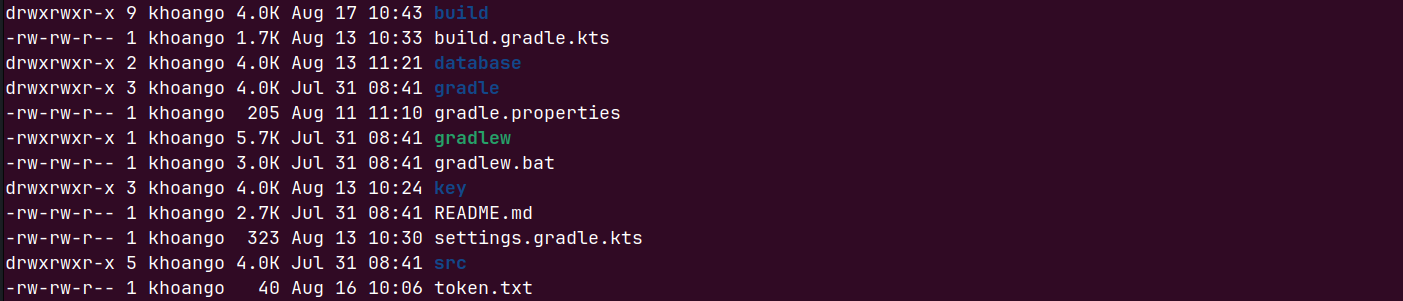 drwxrwxr-x 9 khoango 4.0K Aug 17 10:43 build
-rw-rw-r-- 1 khoango 1.7K Aug 13 10:33 build.gradle.kts
drwxrwxr-x 2 khoango 4.0K Aug 13 11:21 database
drwxrwxr-x 3 khoango 4.0K Jul 31 08:41 gradle
-rw-rw-r-- 1 khoango  205 Aug 11 11:10 gradle.properties
-rwxrwxr-x 1 khoango 5.7K Jul 31 08:41 gradlew
-rw-rw-r-- 1 khoango 3.0K Jul 31 08:41 gradlew.bat
drwxrwxr-x 3 khoango 4.0K Aug 13 10:24 key
-rw-rw-r-- 1 khoango 2.7K Jul 31 08:41 README.md
-rw-rw-r-- 1 khoango  323 Aug 13 10:30 settings.gradle.kts
drwxrwxr-x 5 khoango 4.0K Jul 31 08:41 src
-rw-rw-r-- 1 khoango   40 Aug 16 10:06 token.txt